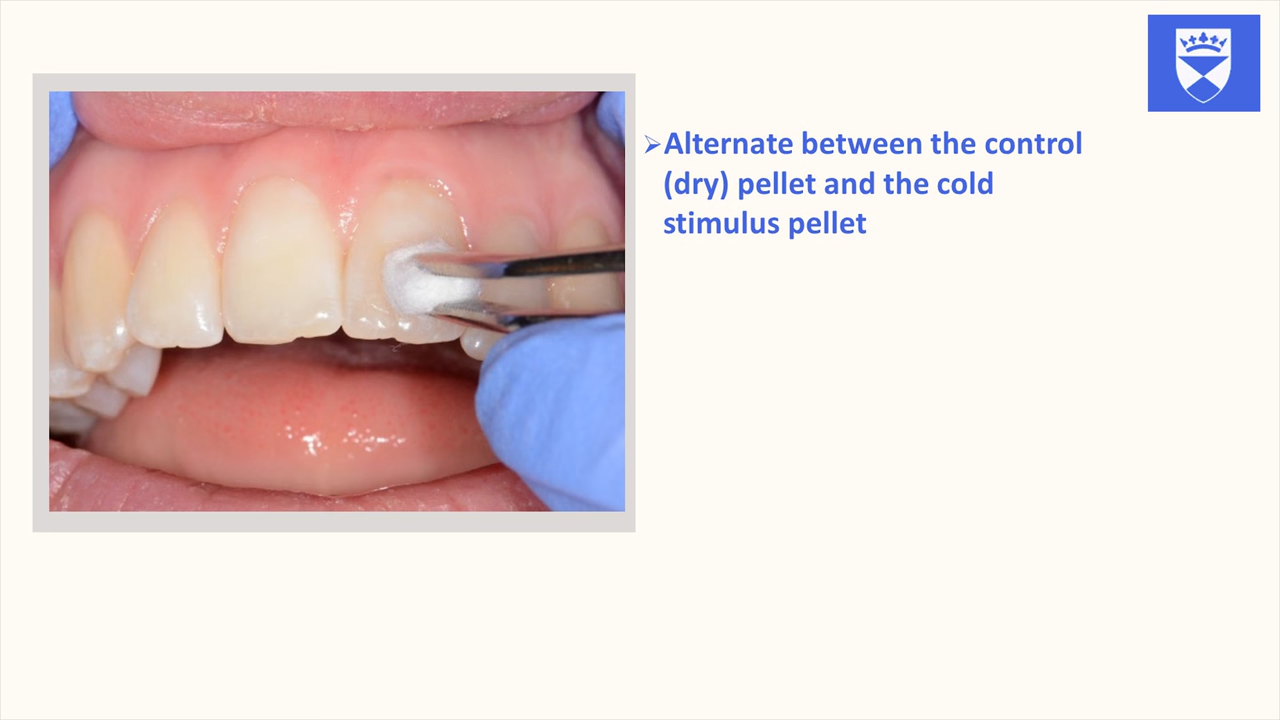 ➢Alternate between the control
(dry) pellet and the cold
stimulus pellet